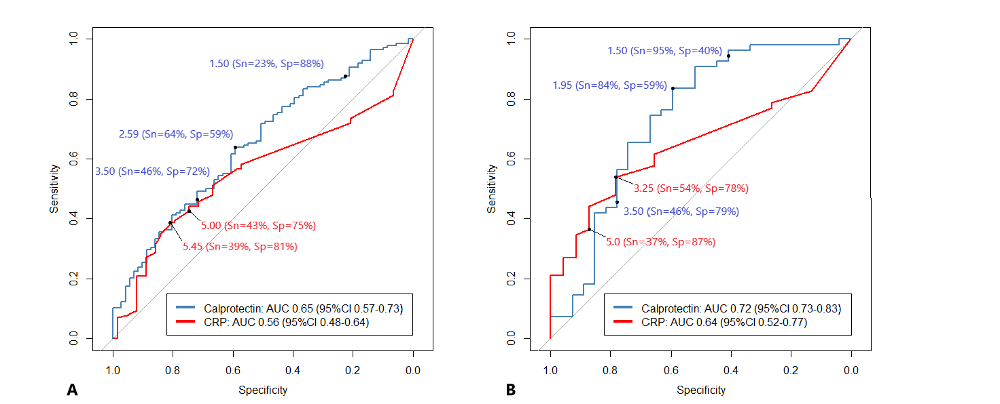 1.0
0.8
0.6
0.4
0.2
0.0
Sensitivity
1.50 (Sn=23%, Sp=88%)
2.59 (Sn=64%, Sp=59%)
3.50 (Sn=46%, Sp=72%)
5.00 (Sn=43%, Sp=75%)
5.45 (Sn=39%, Sp=81%)
Calprotectin: AUC 0.65 (95%CI 0.57-0.73)
CRP: AUC 0.56 (95%CI 0.48-0.64)
1.0 0.8 0.6 0.4 0.2 0.0
Specificity
A
1.0
0.8
0.6
0.4
0.2
0.0
Sensitivity
1.50 (Sn=95%, Sp=40%)
1.95 (Sn=84%, Sp=59%)
3.25 (Sn=54%, Sp=78%)
3.50 (Sn=46%, Sp=79%)
5.0 (Sn=37%, Sp=87%)
Calprotectin: AUC 0.72 (95%CI 0.73-0.83)
CRP: AUC 0.64 (95%CI 0.52-0.77)
1.0 0.8 0.6 0.4 0.2 0.0
Specificity
B